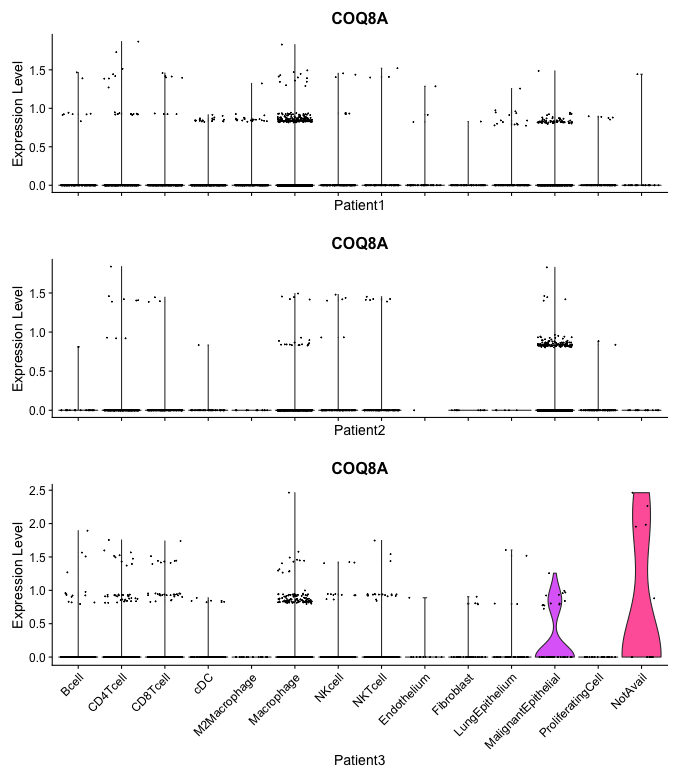 COQ8A
Expression Level
1.5
1.0
0.5
0.0
Patient1
COQ8A
Expression Level
1.5
1.0
0.5
0.0
Patient2
COQ8A
Expression Level
2.5
2.0
1.5
1.0
0.5
0.0
Bcell
CD4Tcell
CD8Tcell
cDC
M2Macrophage
Macrophage
NKcell
NKTcell
Endothelium
Fibroblast
LungEpithelium
MalignantEpithelial
ProliferatingCell
NotAvail
Patient3